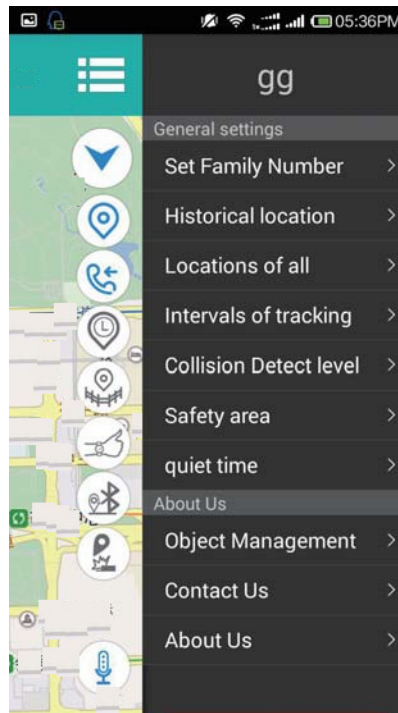 05:36PM
gg
General settings
Set Family Number
Historical location
Locations of all
Intervals of tracking
Collision Detect level
Safety area
quiet time
About Us
Object Management
Contact Us
About Us